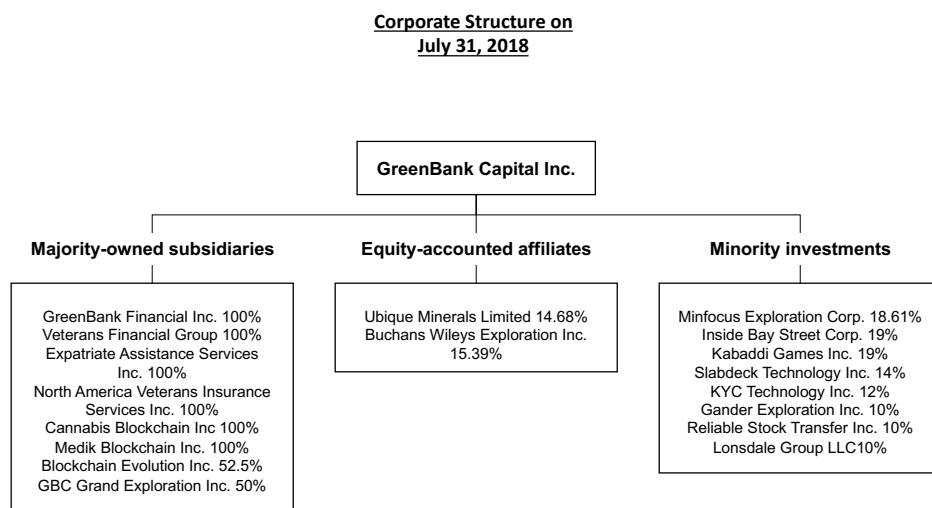 Corporate Structure on
July 31, 2018
GreenBank Capital Inc.
Majority-owned subsidiaries
GreenBank Financial Inc. 100%
Veterans Financial Group 100%
Expatriate Assistance Services
Inc. 100%
North America Veterans Insurance
Services Inc. 100%
Cannabis Blockchain Inc 100%
Medik Blockchain Inc. 100%
Blockchain Evolution Inc. 52.5%
GBC Grand Exploration Inc. 50%
Equity-accounted affiliates
Ubique Minerals Limited 14.68%
Buchans Wileys Exploration Inc.
15.39%
Minority investments
Minfocus Exploration Corp. 18.61%
Inside Bay Street Corp. 19%
Kabaddi Games Inc. 19%
Slabdeck Technology Inc. 14%
KYC Technology Inc. 12%
Gander Exploration Inc. 10%
Reliable Stock Transfer Inc. 10%
Lonsdale Group LLC10%